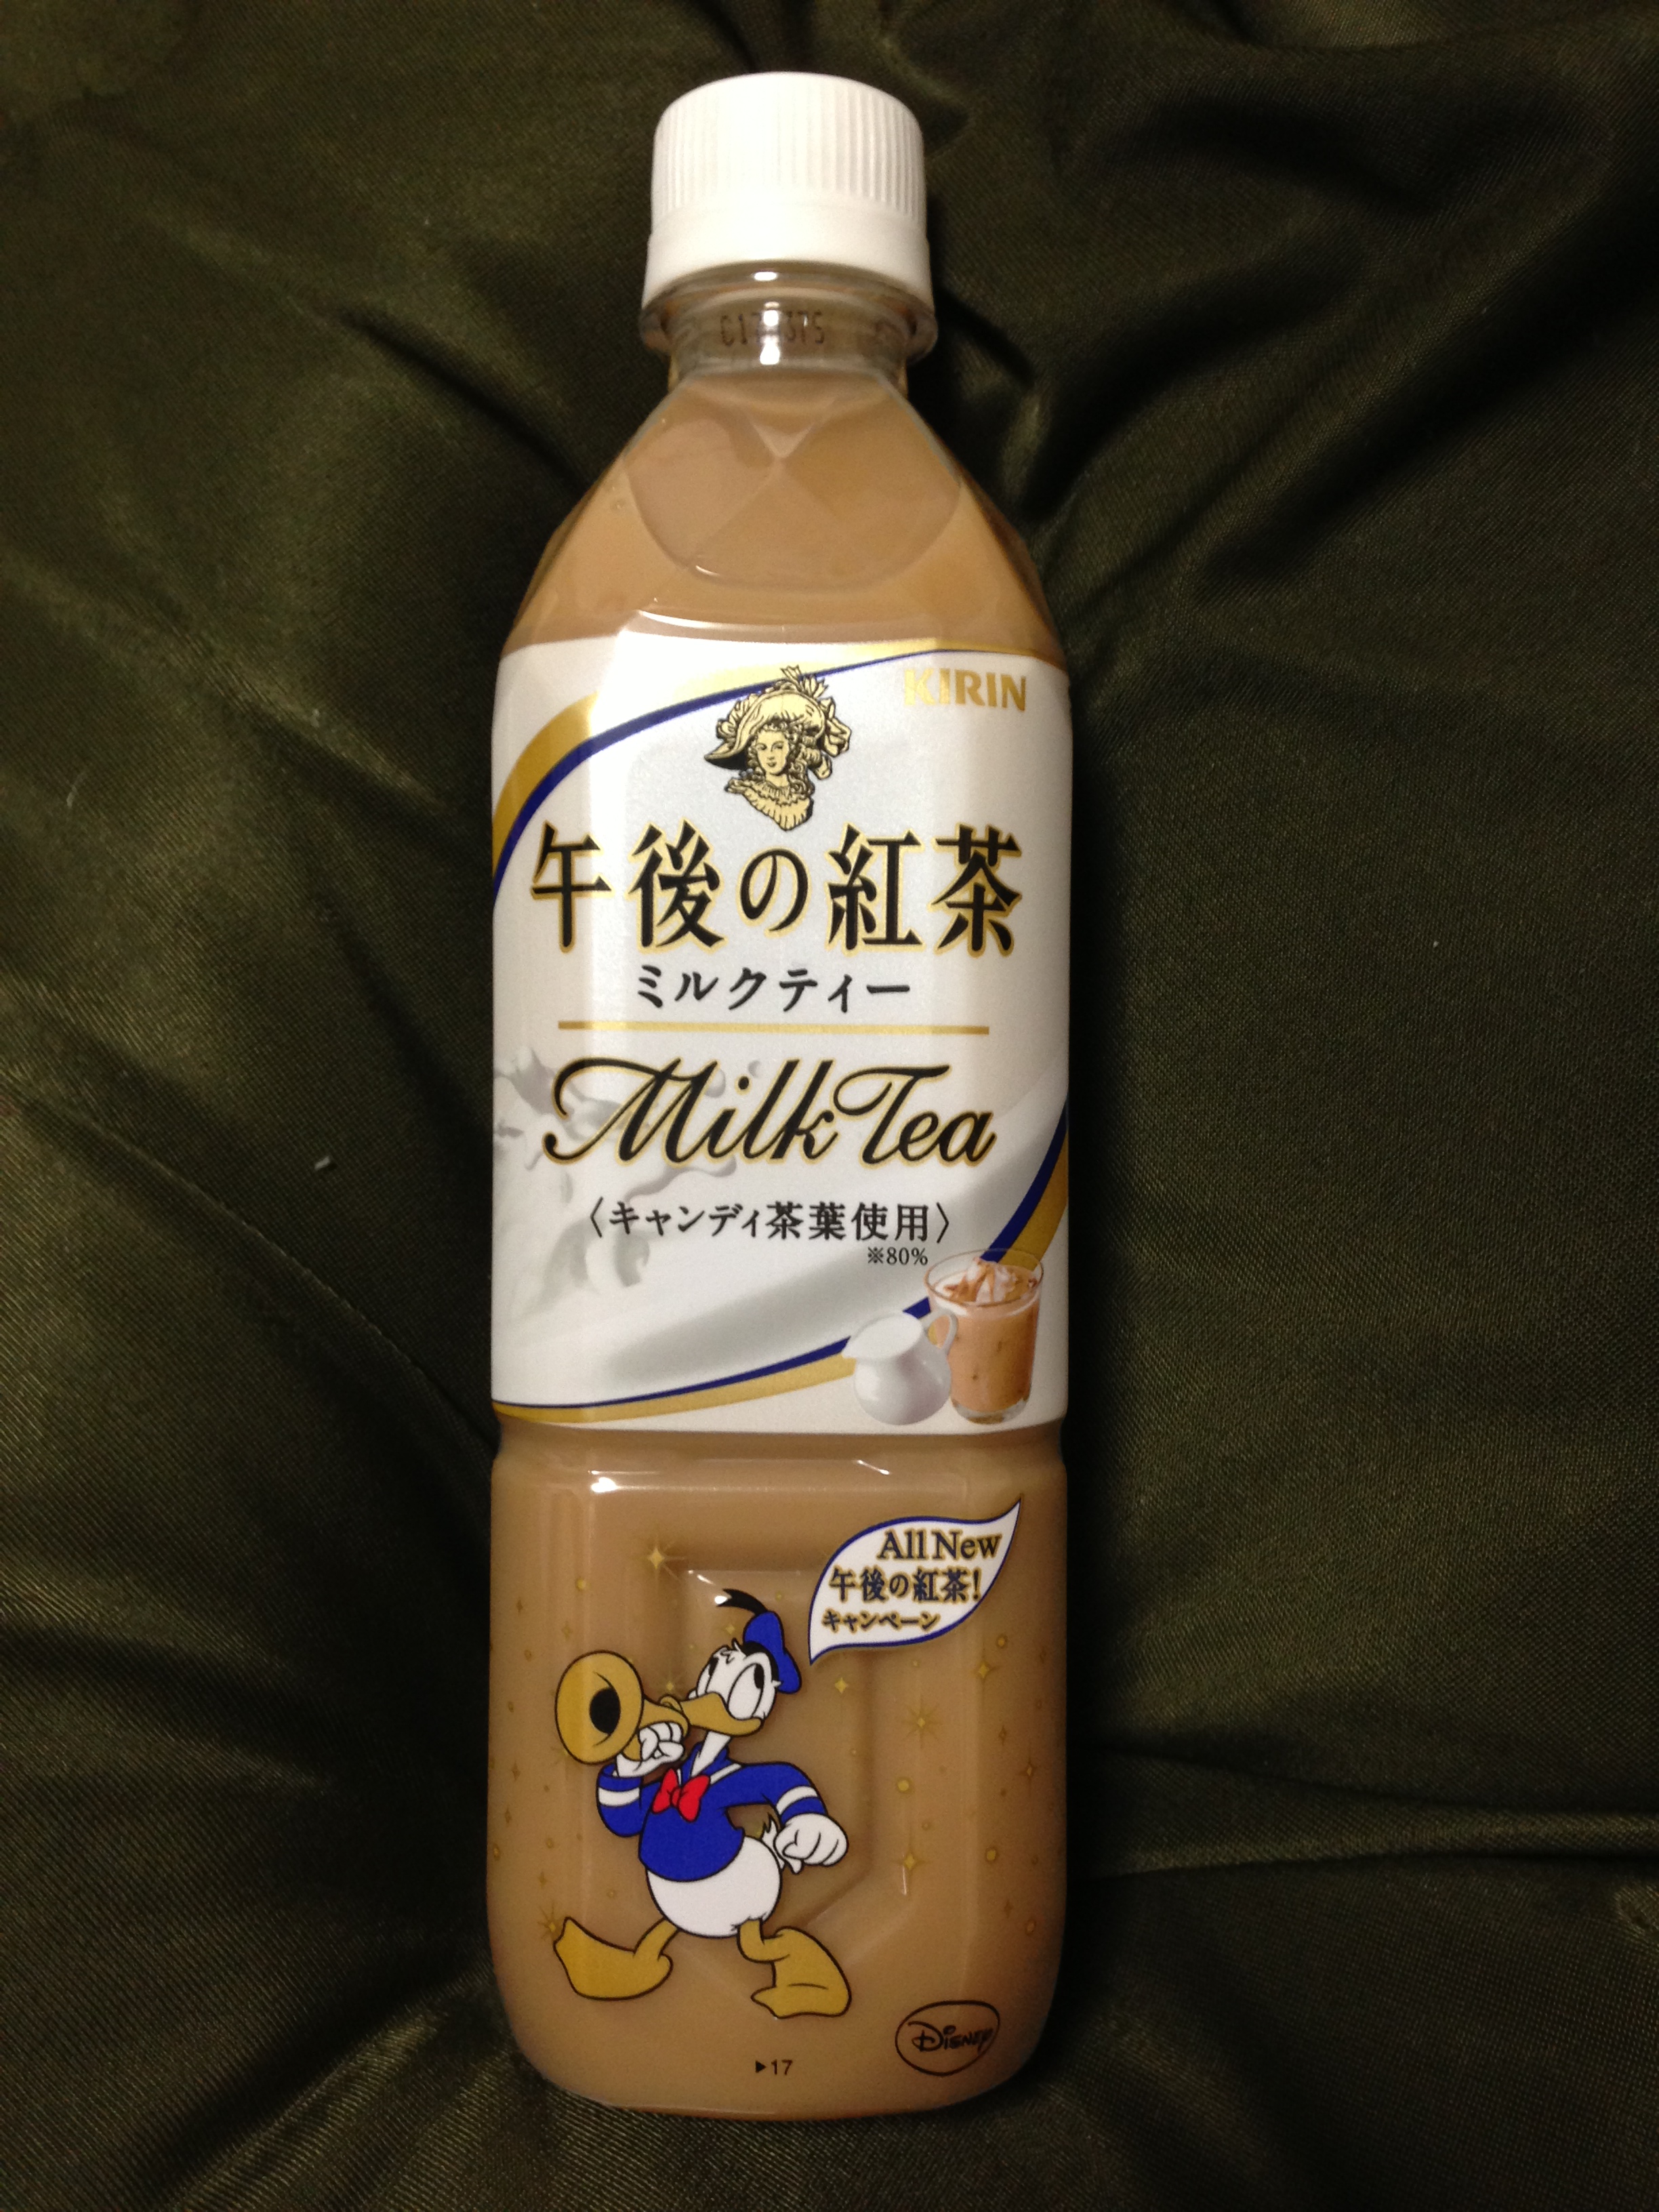 KIRIN
午後の紅茶
ミルクティー
Milk Tea
〈キャンディ茶葉使用〉
※80%
All New
午後の紅茶!
キャンペーン
Disney
▶17